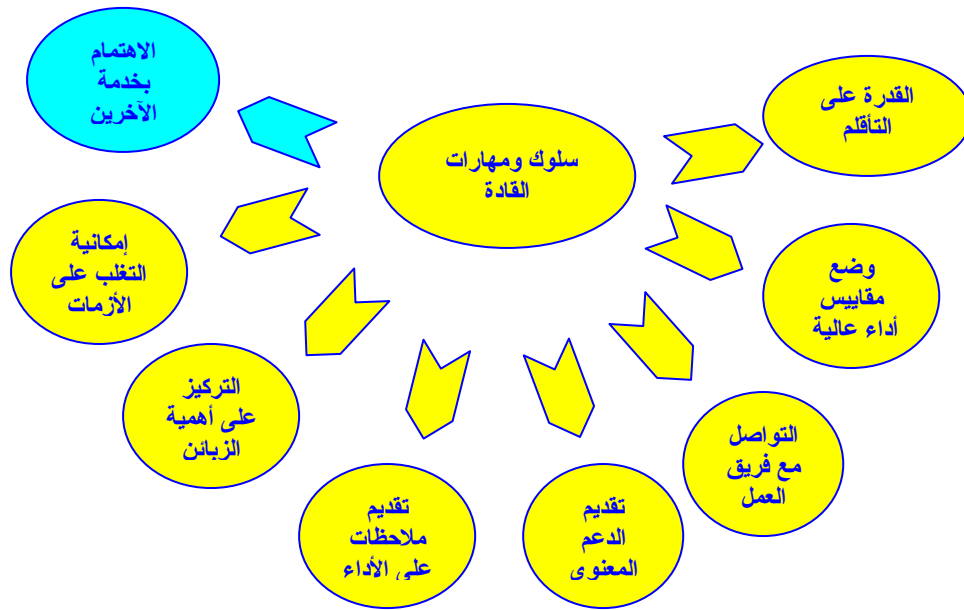 سلوك ومهارات
القادة
القدرة على
التأقلم
وضع
مقاييس
أداء عالية
التواصل
مع فريق
العمل
تقديم
الدعم
المعنوى
تقديم
ملاحظات
على الأداء
التركيز
على أهمية
الزبائن
إمكانية
التغلب على
الأزمات
الاهتمام
بخدمة
الآخرين